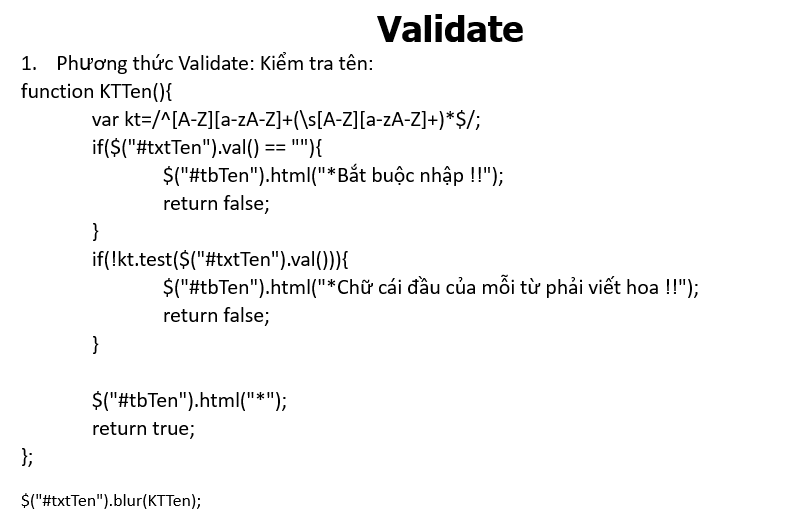 Validate
1. Phương thức Validate: Kiểm tra tên:
function KTTen(){
var kt=/^[A-Z][a-zA-Z]+(\s[A-Z][a-zA-Z]+)*$/;
if($("#txtTen").val() == ""){
$("#tbTen").html("*Bắt buộc nhập !!");
return false;
}
if(!kt.test($("#txtTen").val())){
$("#tbTen").html("*Chữ cái đầu của mỗi từ phải viết hoa !!");
return false;
}
$("#tbTen").html("*");
return true;
};
$("#txtTen").blur(KTTen);